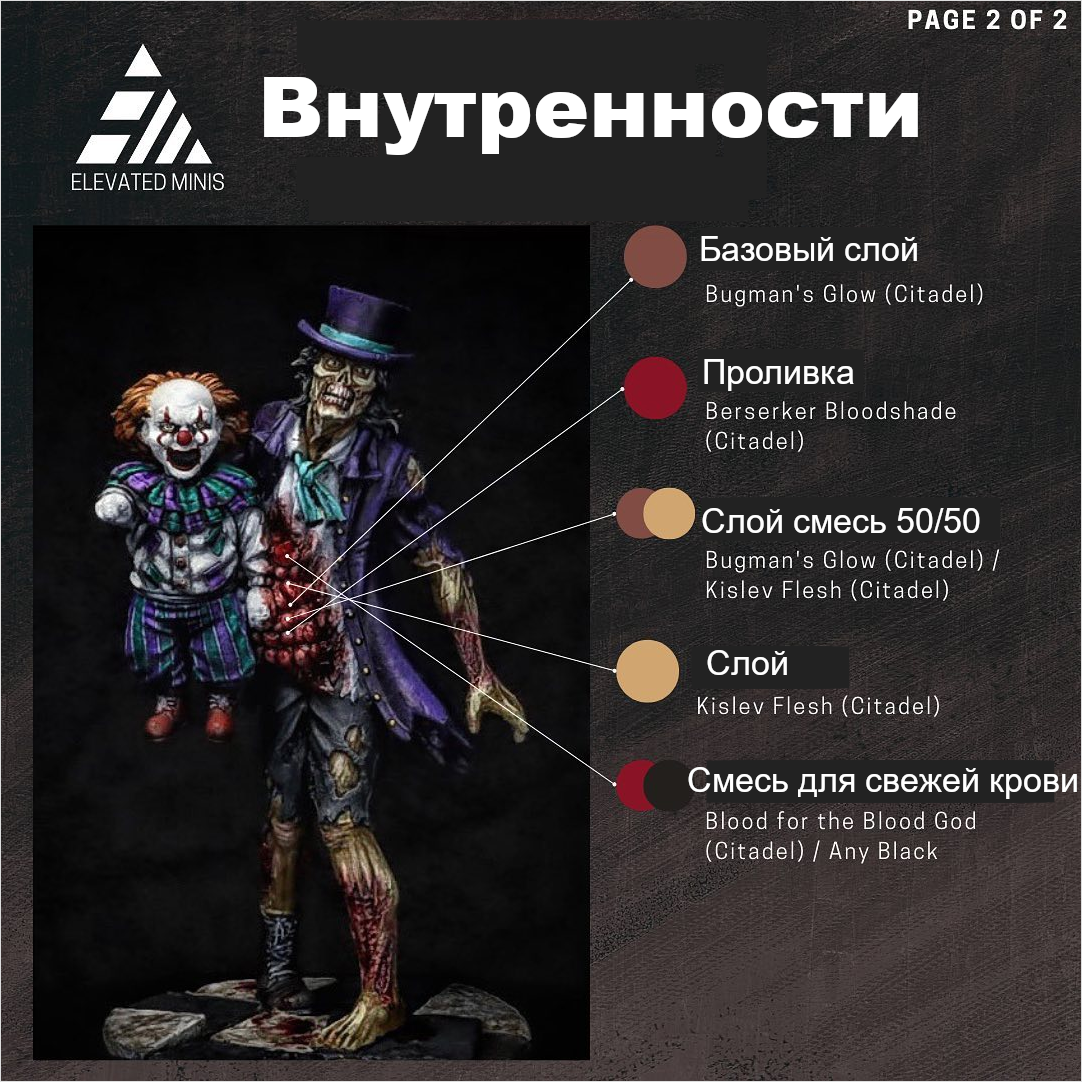 PAGE 2 OF 2
Внутренности
ELEVATED MINIS
Базовый слой
Bugman's Glow (Citadel)
Проливка
Berserker Bloodshade
(Citadel)
Слой смесь 50/50
Bugman's Glow (Citadel) /
Kislev Flesh (Citadel)
Слой
Kislev Flesh (Citadel)
Смесь для свежей крови
Blood for the Blood God
(Citadel) / Any Black